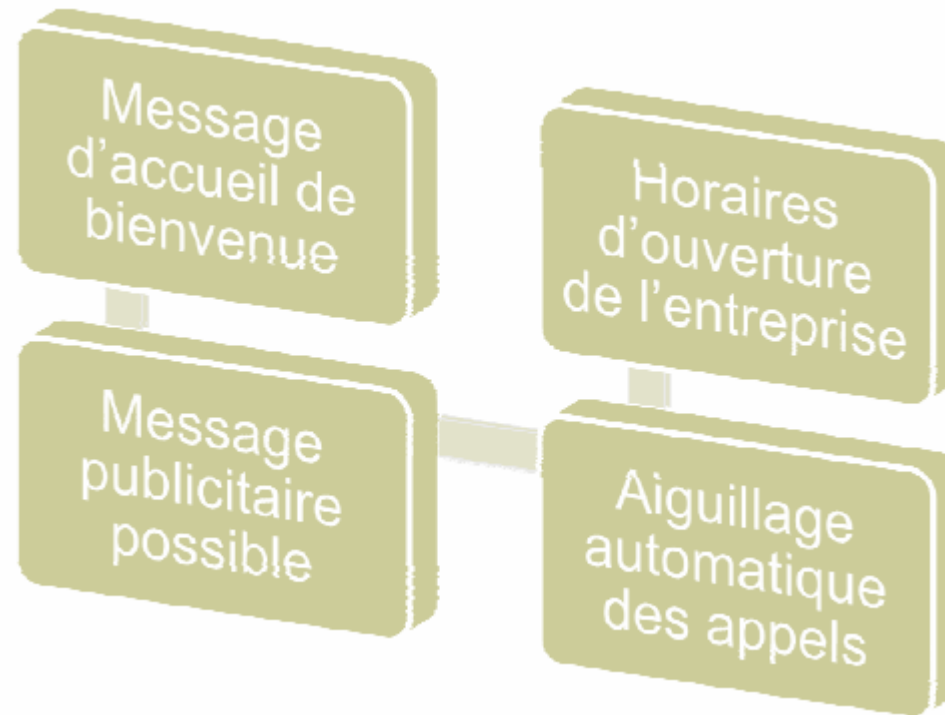 Message
d’accueil de
bienvenue
Message
publicitaire
possible
Aiguillage
automatique
des appels
Horaires
d’ouverture
de l’entreprise